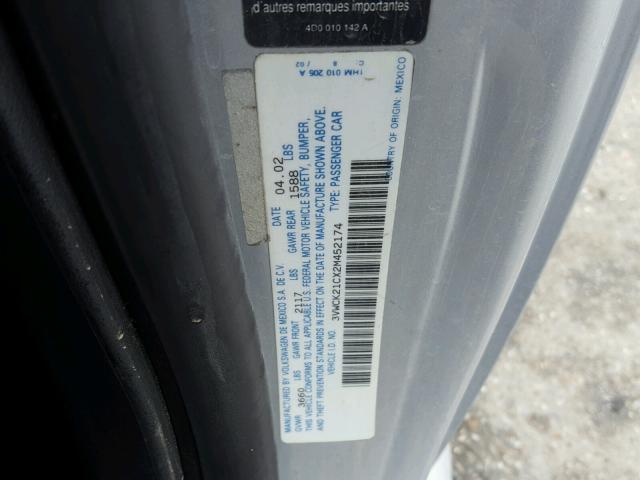 d'autres remarques importantes
4D0 010 142 A
1HM 010 205 A
C: 8 / 02
MANUFACTURED BY VOLKSWAGEN DE MEXICO S.A. DE C.V. DATE 04.02
GVWR 3660 LBS GAWR FRONT 2117 LBS GAWR REAR 1588 LBS
THIS VEHICLE CONFORMS TO ALL APPLICABLE U.S. FEDERAL MOTOR VEHICLE SAFETY, BUMPER,
AND THEFT PREVENTION STANDARDS IN EFFECT ON THE DATE OF MANUFACTURE SHOWN ABOVE.
VEHICLE I.D. NO. 3VWCK21CX2M452174 TYPE: PASSENGER CAR
COUNTRY OF ORIGIN: MEXICO